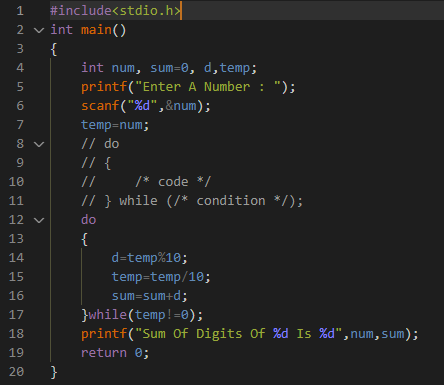 1 #include<stdio.h>
2 int main()
3 {
4     int num, sum=0, d,temp;
5     printf("Enter A Number : ");
6     scanf("%d",&num);
7     temp=num;
8     // do
9     // {
10     //     /* code */
11     // } while (/* condition */);
12     do
13     {
14         d=temp%10;
15         temp=temp/10;
16         sum=sum+d;
17     }while(temp!=0);
18     printf("Sum Of Digits Of %d Is %d",num,sum);
19     return 0;
20 }